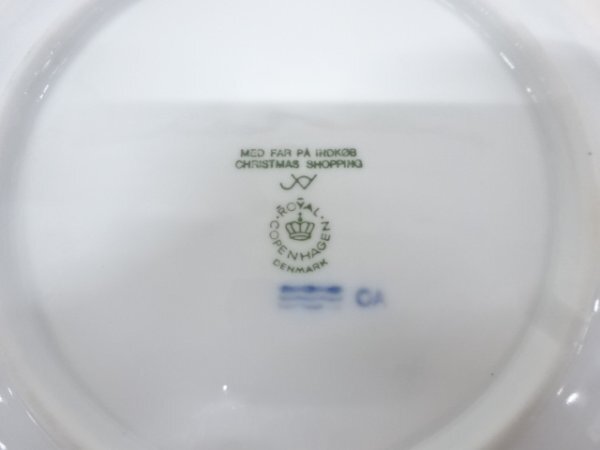 MED FAR PÅ INDKØB
CHRISTMAS SHOPPING
ROYAL
COPENHAGEN
DENMARK
CA